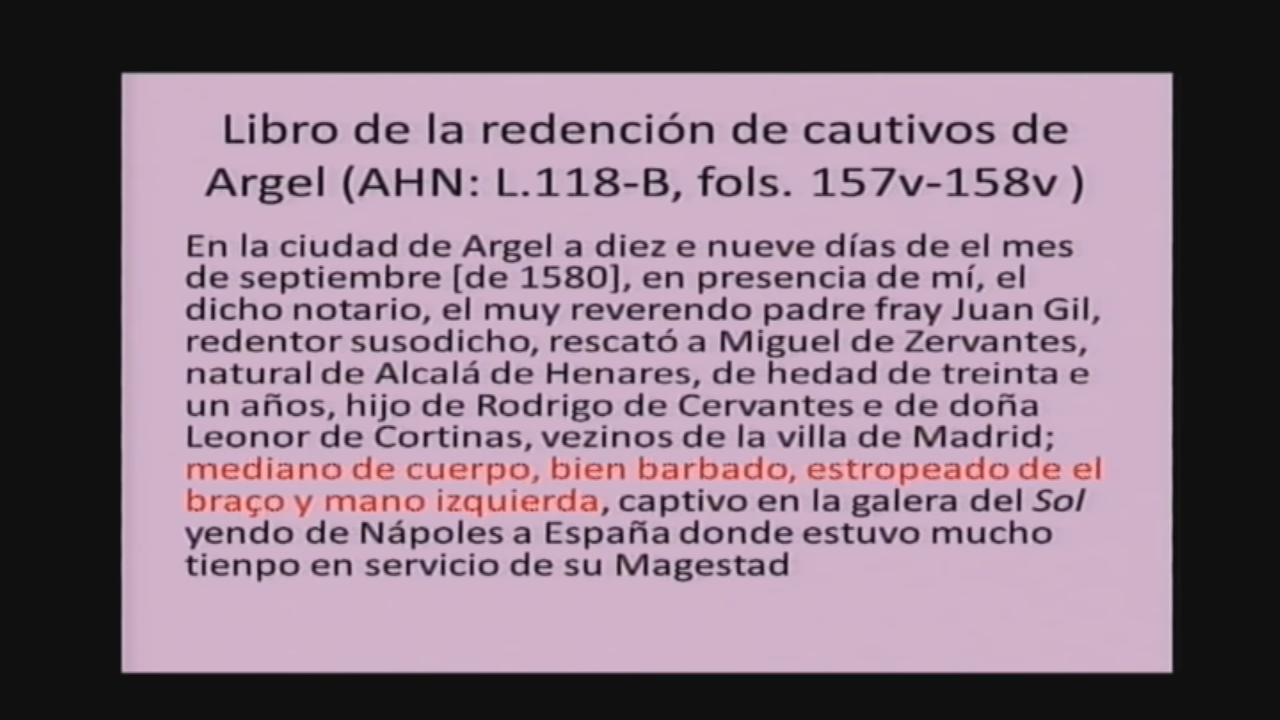 Libro de la redención de cautivos de
Argel (AHN: L.118-B, fols. 157v-158v )
En la ciudad de Argel a diez e nueve días de el mes
de septiembre [de 1580], en presencia de mí, el
dicho notario, el muy reverendo padre fray Juan Gil,
redentor susodicho, rescató a Miguel de Zervantes,
natural de Alcalá de Henares, de hedad de treinta e
un años, hijo de Rodrigo de Cervantes e de doña
Leonor de Cortinas, vezinos de la villa de Madrid;
mediano de cuerpo, bien barbado, estropeado de el
braço y mano izquierda, captivo en la galera del Sol
yendo de Nápoles a España donde estuvo mucho
tienpo en servicio de su Magestad